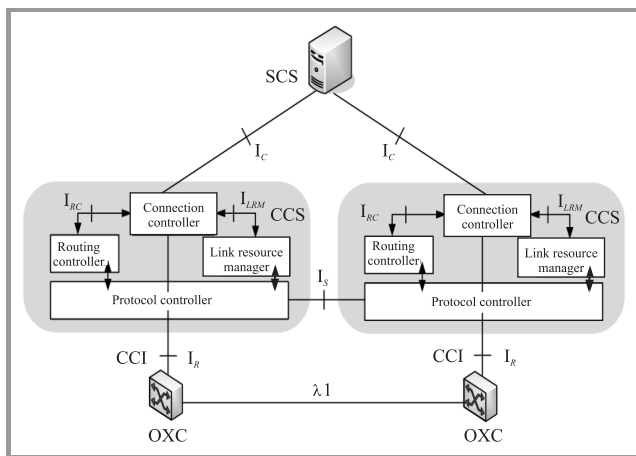 SCS
I_C
I_C
I_RC
Connection controller
I_LRM
CCS
Routing controller
Link resource manager
Protocol controller
I_S
I_RC
Connection controller
I_LRM
CCS
Routing controller
Link resource manager
Protocol controller
CCI
I_R
CCI
I_R
λ1
OXC
OXC